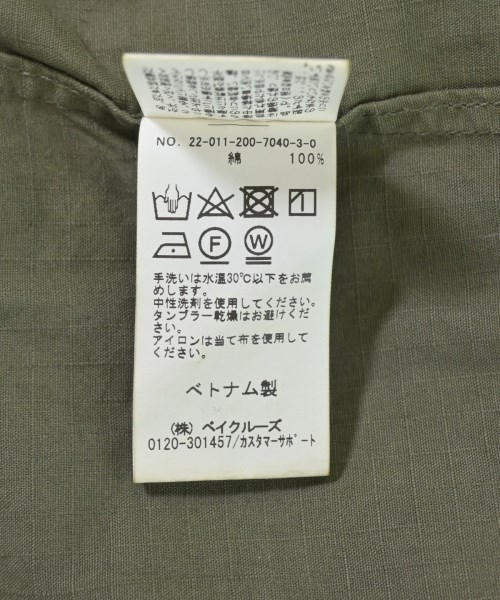 NO. 22-011-200-7040-3-0
綿 100%
F W
手洗いは水温30℃以下をお薦
めします。
中性洗剤を使用してください。
タンブラー乾燥はお避けくだ
さい。
アイロンは当て布を使用して
ください。
ベトナム製
(株) ベイクルーズ
0120-301457/カスタマーサポート